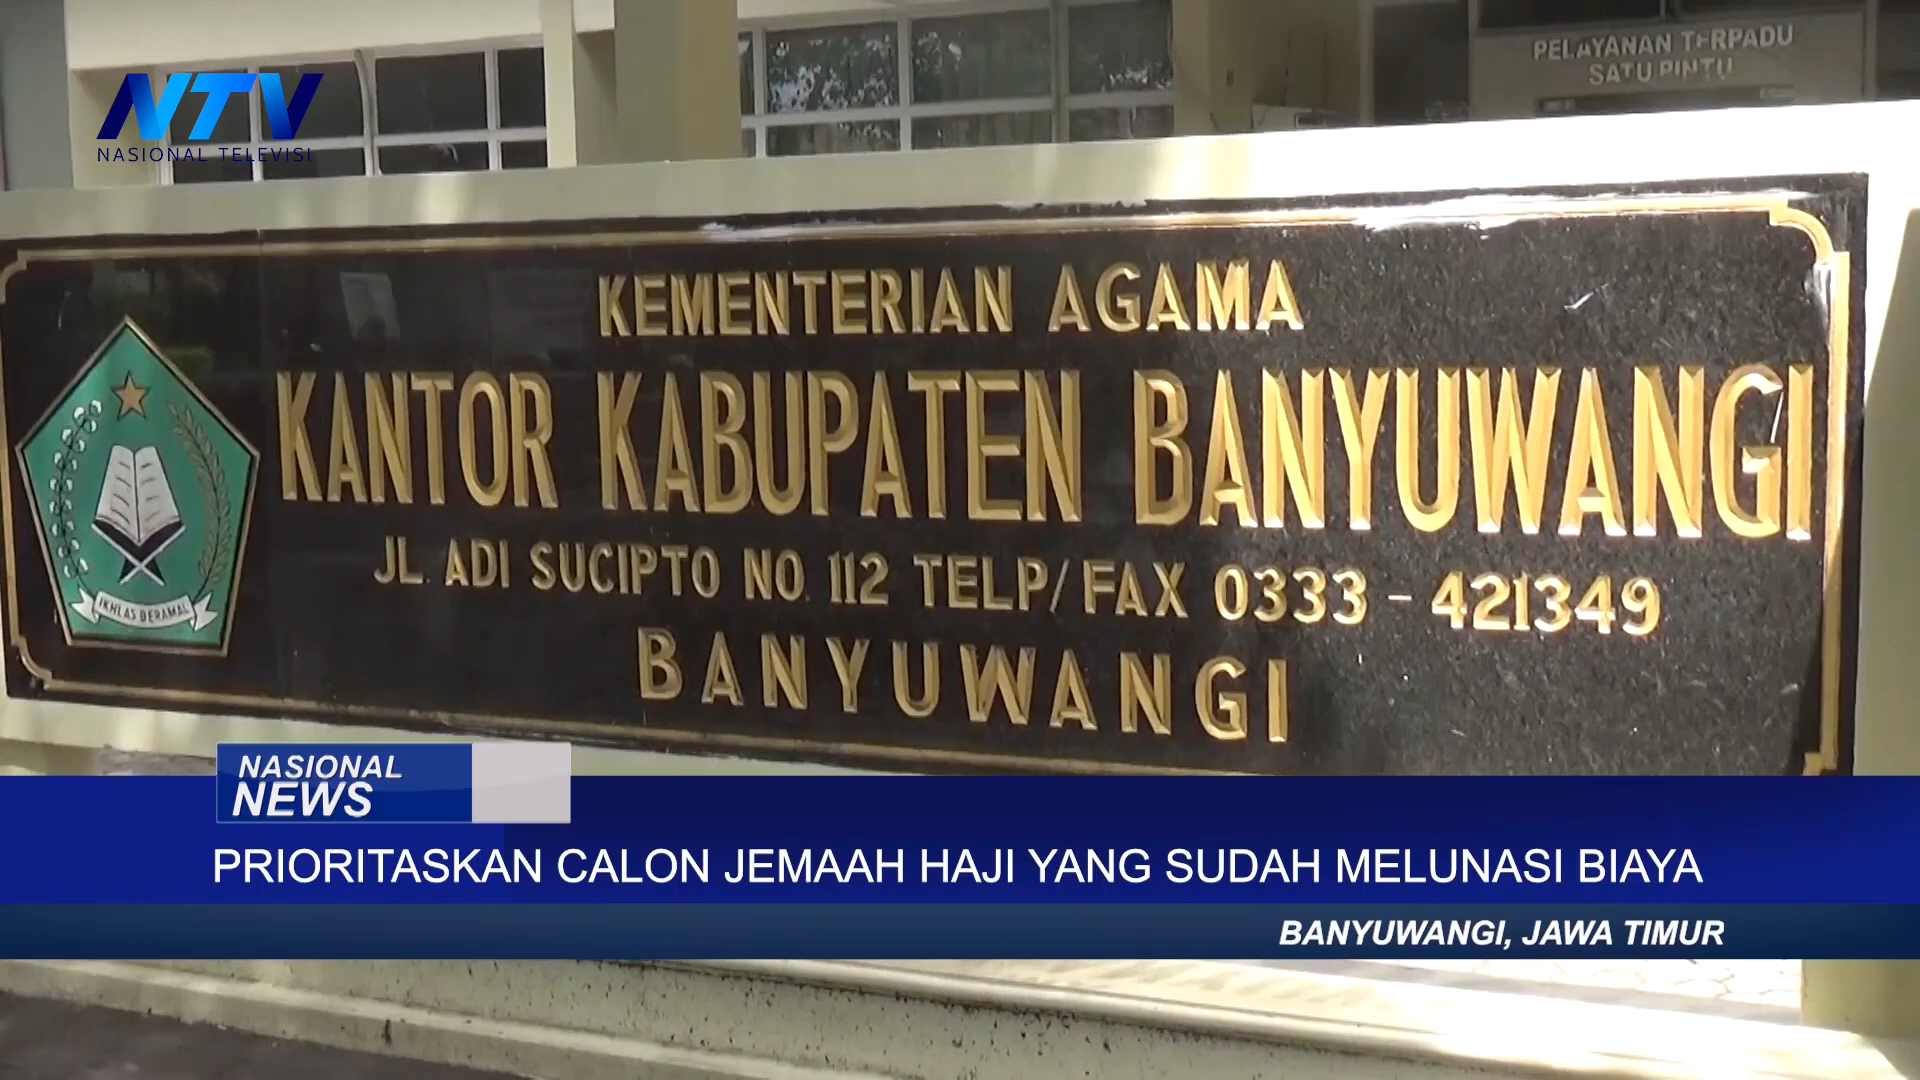 PELAYANAN TERPADU
SATU PINTU
NTV
NASIONAL TELEVISI
KEMENTERIAN AGAMA
KANTOR KABUPATEN BANYUWANGI
JL. ADI SUCIPTO NO. 112 TELP/FAX 0333-421349
BANYUWANGI
IKHLAS BERAMAL
NASIONAL
NEWS
PRIORITASKAN CALON JEMAAH HAJI YANG SUDAH MELUNASI BIAYA
BANYUWANGI, JAWA TIMUR